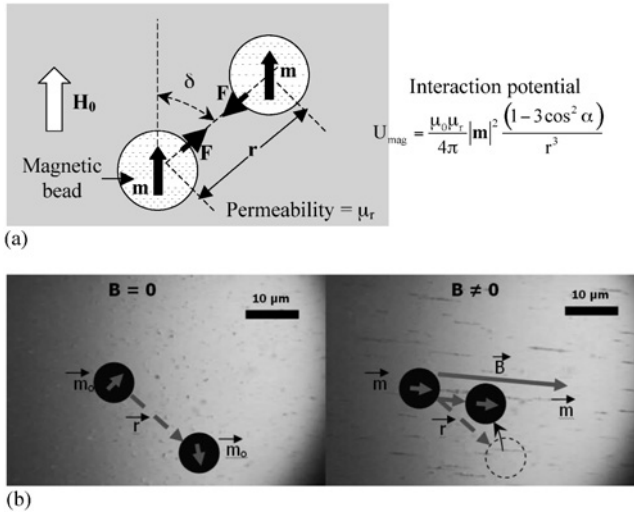 H₀
δ
m
F
F
r
m
Magnetic
bead
Permeability = μᵣ
Interaction potential
U_mag = μ₀μᵣ/4π |m|² (1−3cos² α)/r³
(a)
B = 0
10 μm
m₀
r
m₀
B ≠ 0
10 μm
B
m
m
r
(b)